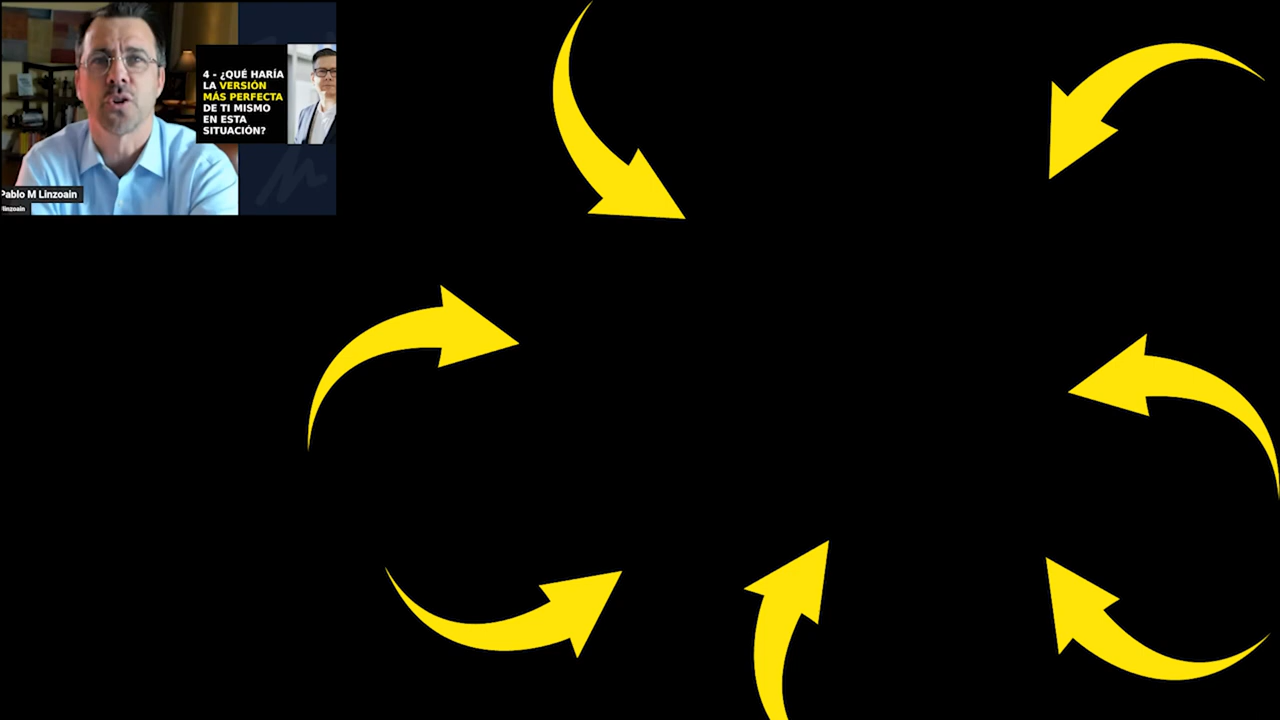 4 - ¿QUÉ HARÍA
LA VERSIÓN
MÁS PERFECTA
DE TI MISMO
EN ESTA
SITUACIÓN?
Pablo M Linzoain
linzoain